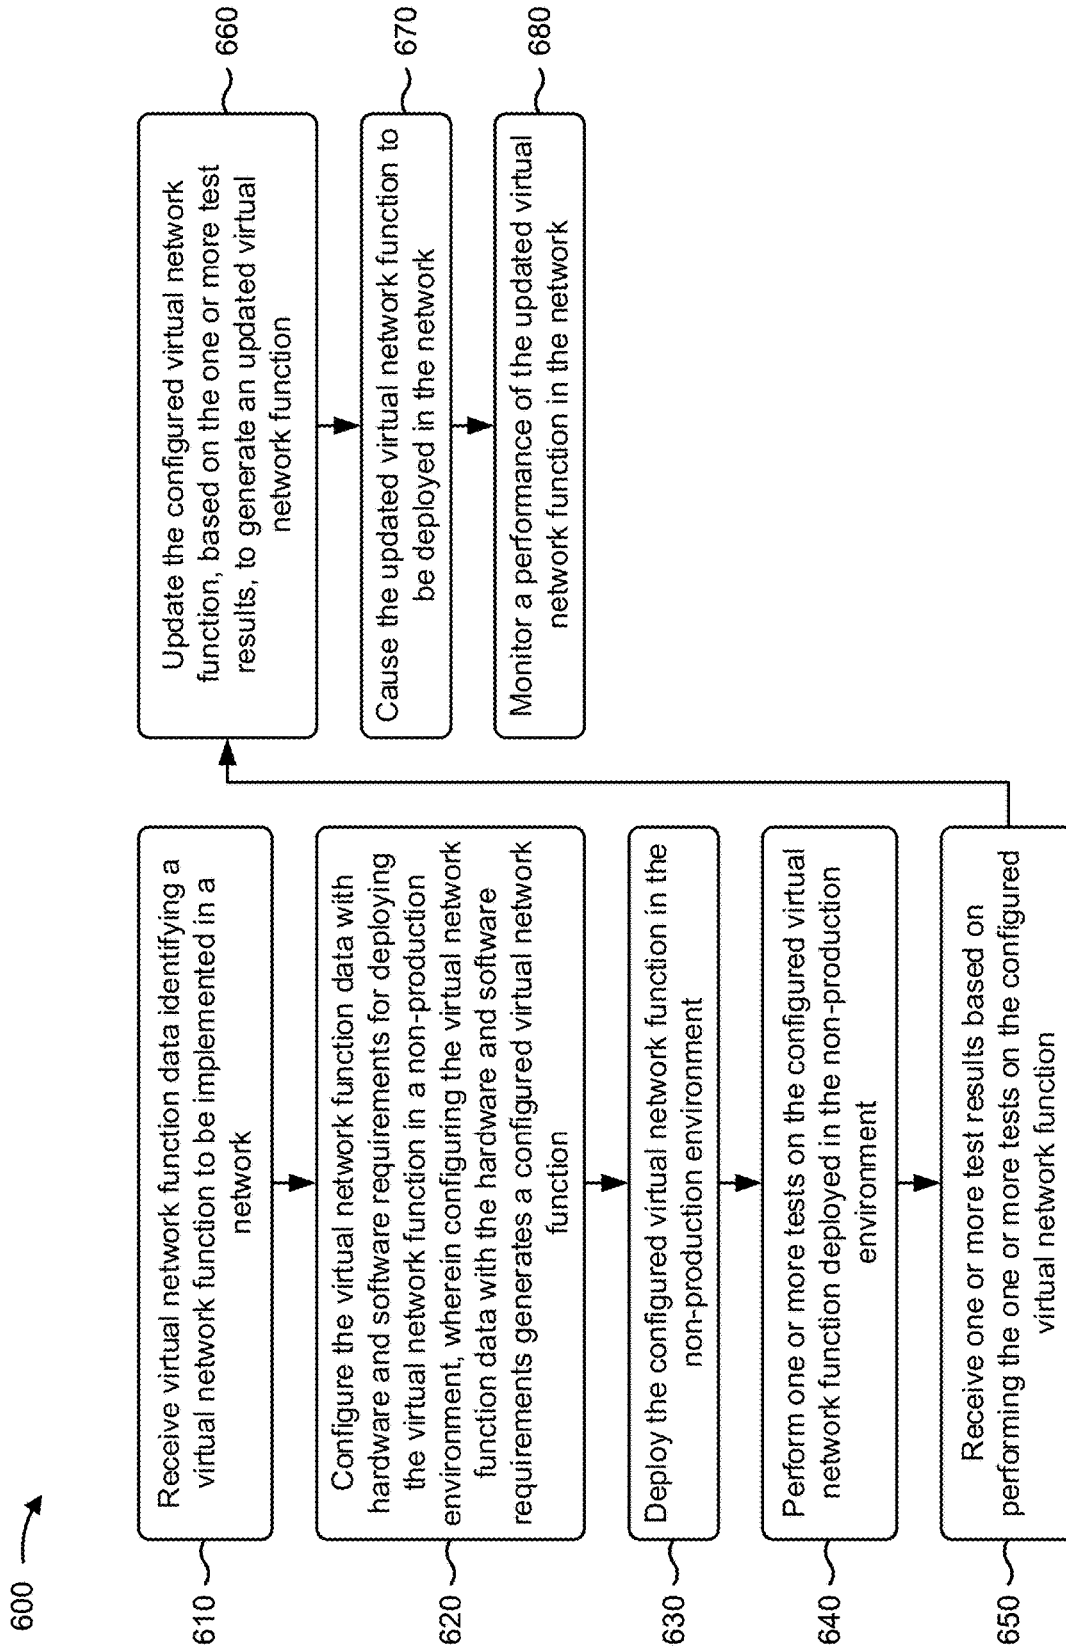 600
610
Receive virtual network function data identifying a
virtual network function to be implemented in a
network
620
Configure the virtual network function data with
hardware and software requirements for deploying
the virtual network function in a non-production
environment, wherein configuring the virtual network
function data with the hardware and software
requirements generates a configured virtual network
function
630
Deploy the configured virtual network function in the
non-production environment
640
Perform one or more tests on the configured virtual
network function deployed in the non-production
environment
650
Receive one or more test results based on
performing the one or more tests on the configured
virtual network function
660
Update the configured virtual network
function, based on the one or more test
results, to generate an updated virtual
network function
670
Cause the updated virtual network function to
be deployed in the network
680
Monitor a performance of the updated virtual
network function in the network